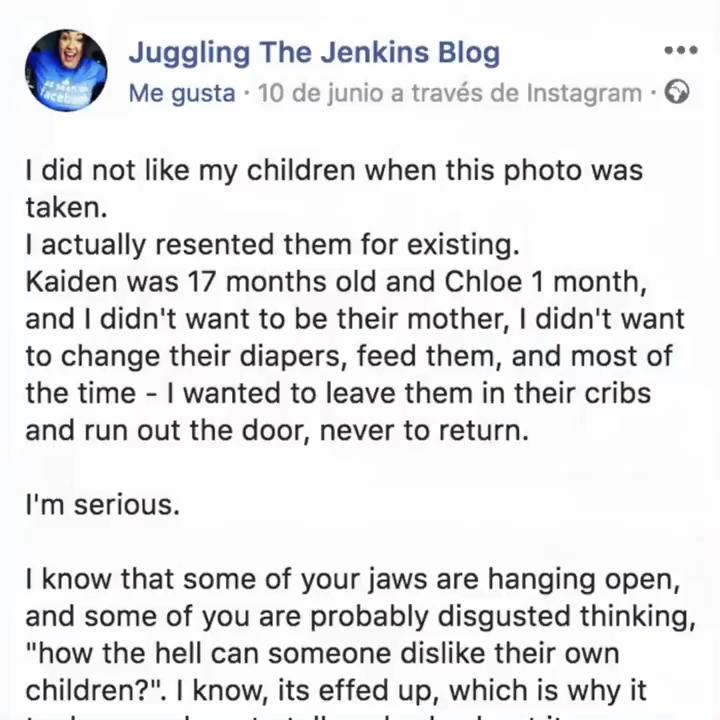 Juggling The Jenkins Blog
Me gusta · 10 de junio a través de Instagram ·
as seen on
facebook
I did not like my children when this photo was
taken.
I actually resented them for existing.
Kaiden was 17 months old and Chloe 1 month,
and I didn't want to be their mother, I didn't want
to change their diapers, feed them, and most of
the time - I wanted to leave them in their cribs
and run out the door, never to return.
I'm serious.
I know that some of your jaws are hanging open,
and some of you are probably disgusted thinking,
"how the hell can someone dislike their own
children?". I know, its effed up, which is why it